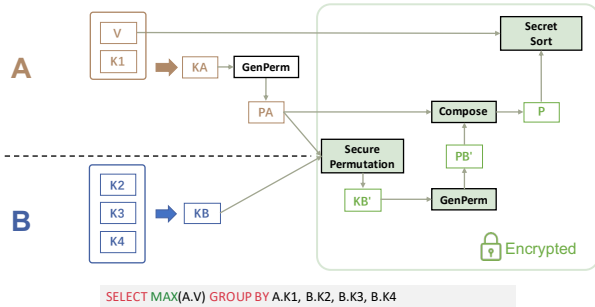 V
K1
A
KA
GenPerm
PA
Secret
Sort
Compose
P
Secure
Permutation
PB'
KB'
GenPerm
K2
K3
K4
B
KB
Encrypted
SELECT MAX(A.V) GROUP BY A.K1, B.K2, B.K3, B.K4